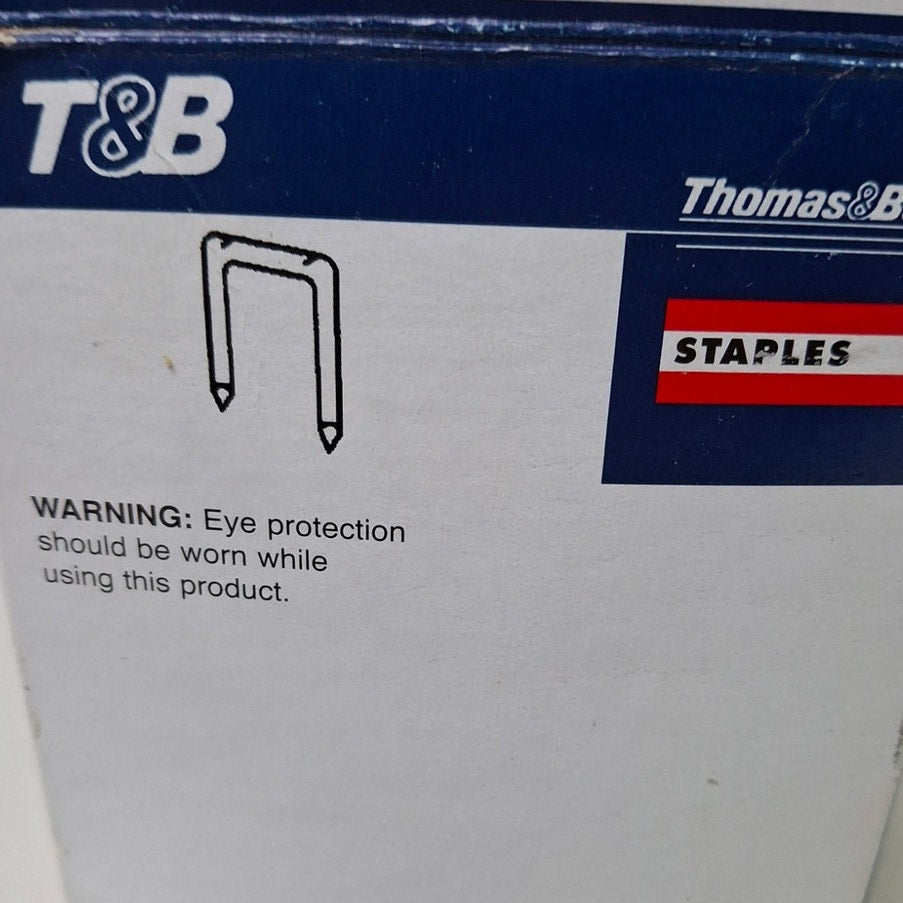 T&B
Thomas&B
STAPLES
WARNING: Eye protection
should be worn while
using this product.